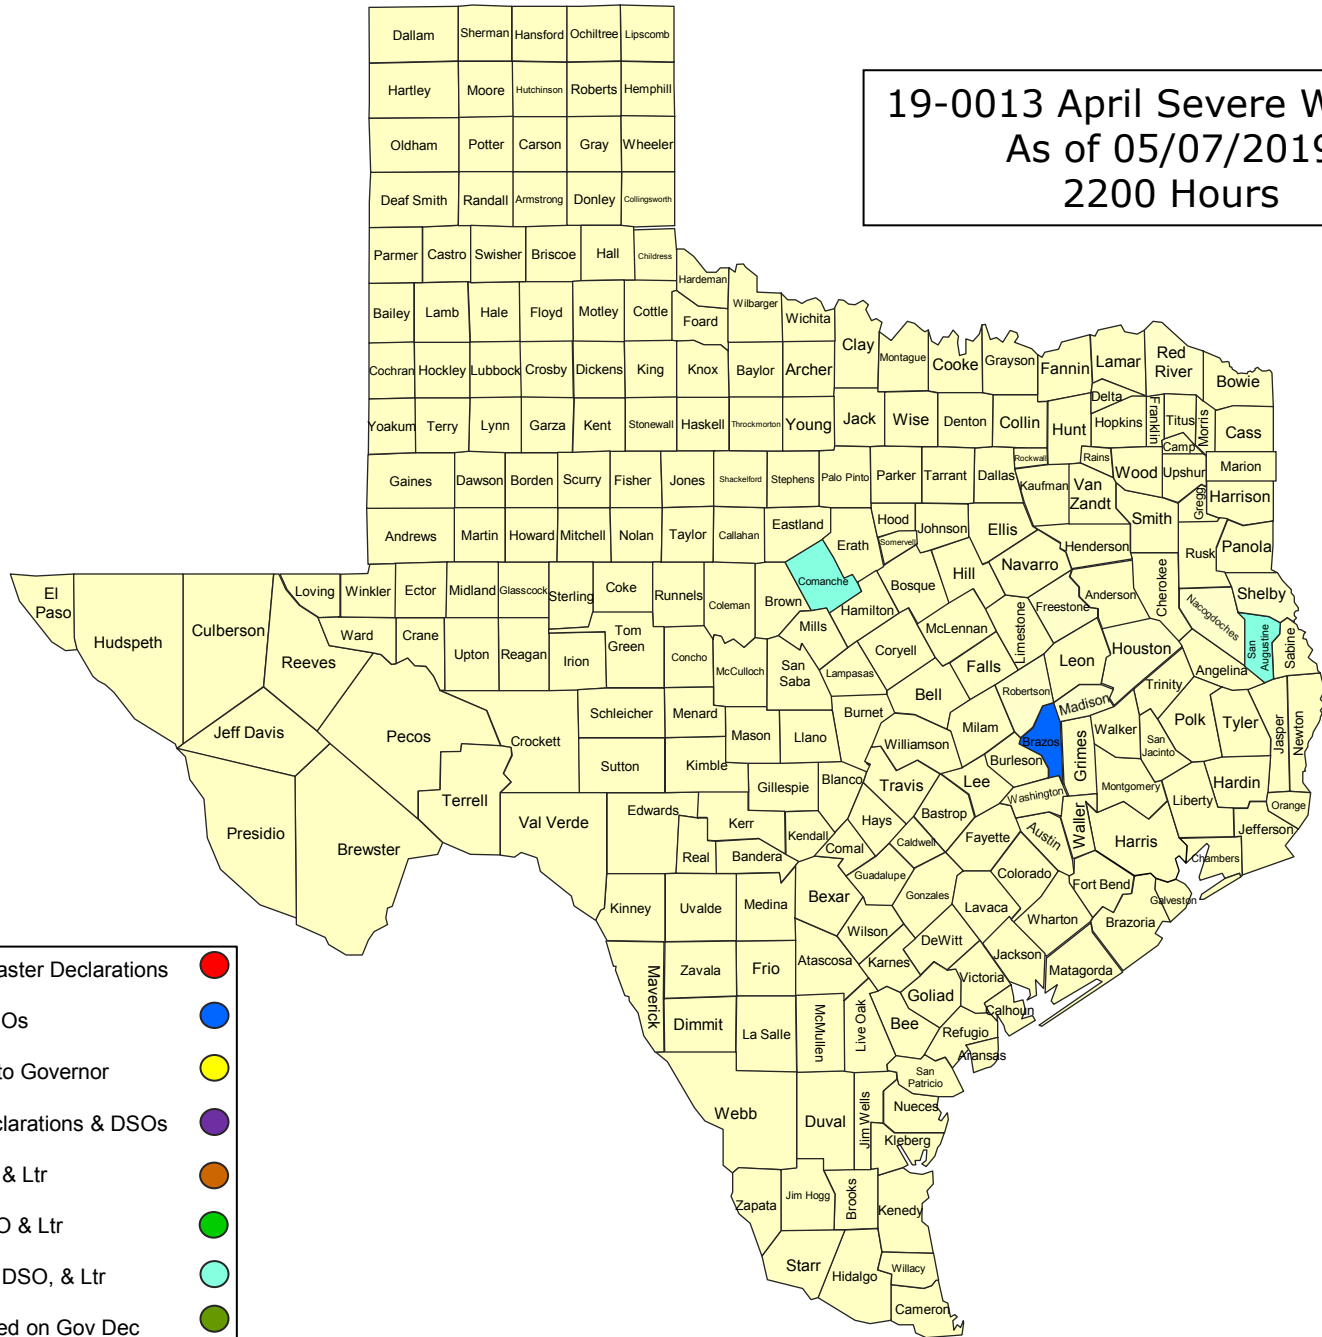 Dallam Sherman Hansford Ochiltree Lipscomb
Hartley Moore Hutchinson Roberts Hemphill
19-0013 April Severe W
As of 05/07/2019
2200 Hours
Oldham Potter Carson Gray Wheeler
Deaf Smith Randall Armstrong Donley Collingsworth
Parmer Castro Swisher Briscoe Hall Childress
Hardeman
Bailey Lamb Hale Floyd Motley Cottle Foard Wilbarger Wichita
Clay Montague Cooke Grayson Fannin Lamar Red River Bowie
Cochran Hockley Lubbock Crosby Dickens King Knox Baylor Archer
Delta
Yoakum Terry Lynn Garza Kent Stonewall Haskell Throckmorton Young Jack Wise Denton Collin Hunt Hopkins Franklin Titus Morris Cass
Camp
Rockwall Rains
Gaines Dawson Borden Scurry Fisher Jones Shackelford Stephens Palo Pinto Parker Tarrant Dallas Kaufman Van Zandt Wood Upshur Marion
Gregg Harrison
Andrews Martin Howard Mitchell Nolan Taylor Callahan Eastland Erath Hood Somervell Johnson Ellis Henderson Smith Rusk Panola
El Paso Hudspeth Culberson Reeves Loving Winkler Ector Midland Glasscock Sterling Coke Runnels Coleman Brown Comanche Hamilton Bosque Hill Navarro Freestone Anderson Cherokee Nacogdoches Shelby
Ward Crane Upton Reagan Irion Tom Green Concho McCulloch San Saba Mills Lampasas Coryell McLennan Limestone Falls Leon Houston Angelina San Augustine Sabine
Jeff Davis Pecos Crockett Schleicher Menard Mason Llano Burnet Bell Milam Robertson Madison Trinity
Brazos Walker San Jacinto Polk Tyler Jasper Newton
Sutton Kimble Gillespie Blanco Williamson Burleson Grimes
Presidio Brewster Terrell Val Verde Edwards Kerr Kendall Travis Lee Washington Montgomery Liberty Hardin Orange
Real Bandera Comal Hays Caldwell Bastrop Fayette Austin Waller Harris Chambers Jefferson
Kinney Uvalde Medina Bexar Guadalupe Gonzales Lavaca Colorado Fort Bend Galveston
Wilson DeWitt Wharton Brazoria
Maverick Zavala Frio Atascosa Karnes Victoria Jackson Matagorda
Dimmit La Salle McMullen Live Oak Bee Goliad Refugio Calhoun
Aransas
San Patricio
Webb Duval Jim Wells Nueces
Kleberg
Zapata Jim Hogg Brooks Kenedy
Starr Hidalgo Willacy
Cameron
aster Declarations
Os
to Governor
clarations & DSOs
& Ltr
O & Ltr
DSO, & Ltr
ed on Gov Dec